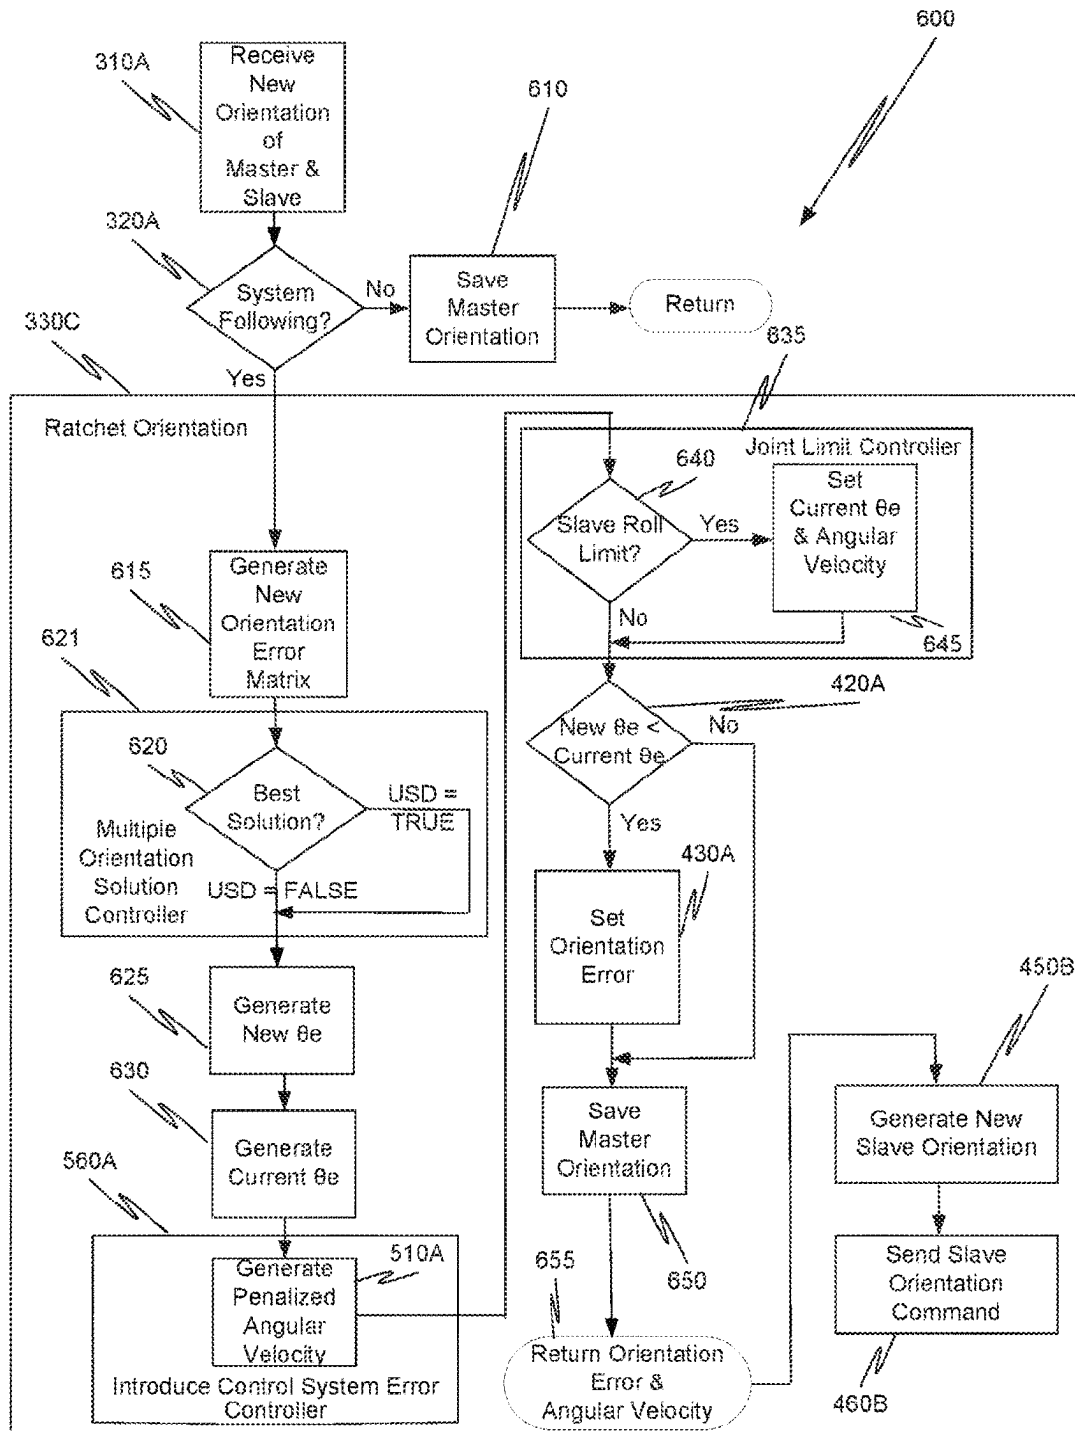 600
310A
Receive
New
Orientation
of
Master &
Slave
610
320A
System
Following?
No
Save
Master
Orientation
Return
330C
Yes
635
Ratchet Orientation
Joint Limit Controller
640
Slave Roll
Limit?
Yes
Set
Current θe
& Angular
Velocity
No
645
615
Generate
New
Orientation
Error
Matrix
621
620
Best
Solution?
USD =
TRUE
Multiple
Orientation
Solution
Controller
USD = FALSE
420A
New θe <
Current θe
No
Yes
430A
Set
Orientation
Error
625
Generate
New θe
630
Generate
Current θe
450B
Generate New
Slave Orientation
Save
Master
Orientation
650
560A
510A
Generate
Penalized
Angular
Velocity
Introduce Control System Error
Controller
655
Return Orientation
Error &
Angular Velocity
Send Slave
Orientation
Command
460B